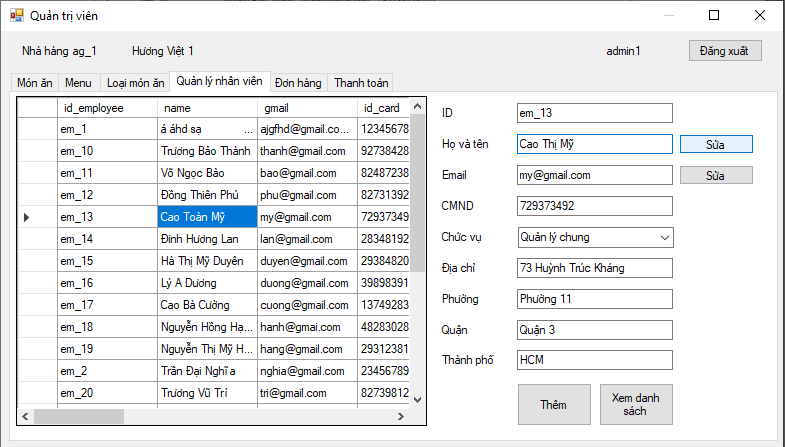 Quản trị viên
Nhà hàng ag_1 Hương Việt 1 admin1 Đăng xuất
Món ăn Menu Loại món ăn Quản lý nhân viên Đơn hàng Thanh toán
id_employee name gmail id_card
em_1 á áhd sạ ... ajgfhd@gmail.co... 12345678
em_10 Trương Bảo Thành thanh@gmail.com 92738428
em_11 Võ Ngọc Bảo bao@gmail.com 82487238
em_12 Đồng Thiên Phú phu@gmail.com 82731392
em_13 Cao Toàn Mỹ my@gmail.com 72937349
em_14 Đinh Hương Lan lan@gmail.com 28348192
em_15 Hà Thị Mỹ Duyên duyen@gmail.com 29384820
em_16 Lý A Dương duong@gmail.com 39898391
em_17 Cao Bà Cường cuong@gmail.com 13749283
em_18 Nguyễn Hồng Hạ... hanh@gmai.com 48283028
em_19 Nguyễn Thị Mỹ H... hang@gmail.com 29312381
em_2 Trần Đại Nghĩa nghia@gmail.com 23456789
em_20 Trương Vũ Trí tri@gmail.com 82739812
ID em_13
Họ và tên Cao Thị Mỹ Sửa
Email my@gmail.com Sửa
CMND 729373492
Chức vụ Quản lý chung
Địa chỉ 73 Huỳnh Trúc Kháng
Phường Phường 11
Quận Quận 3
Thành phố HCM
Thêm Xem danh
sách